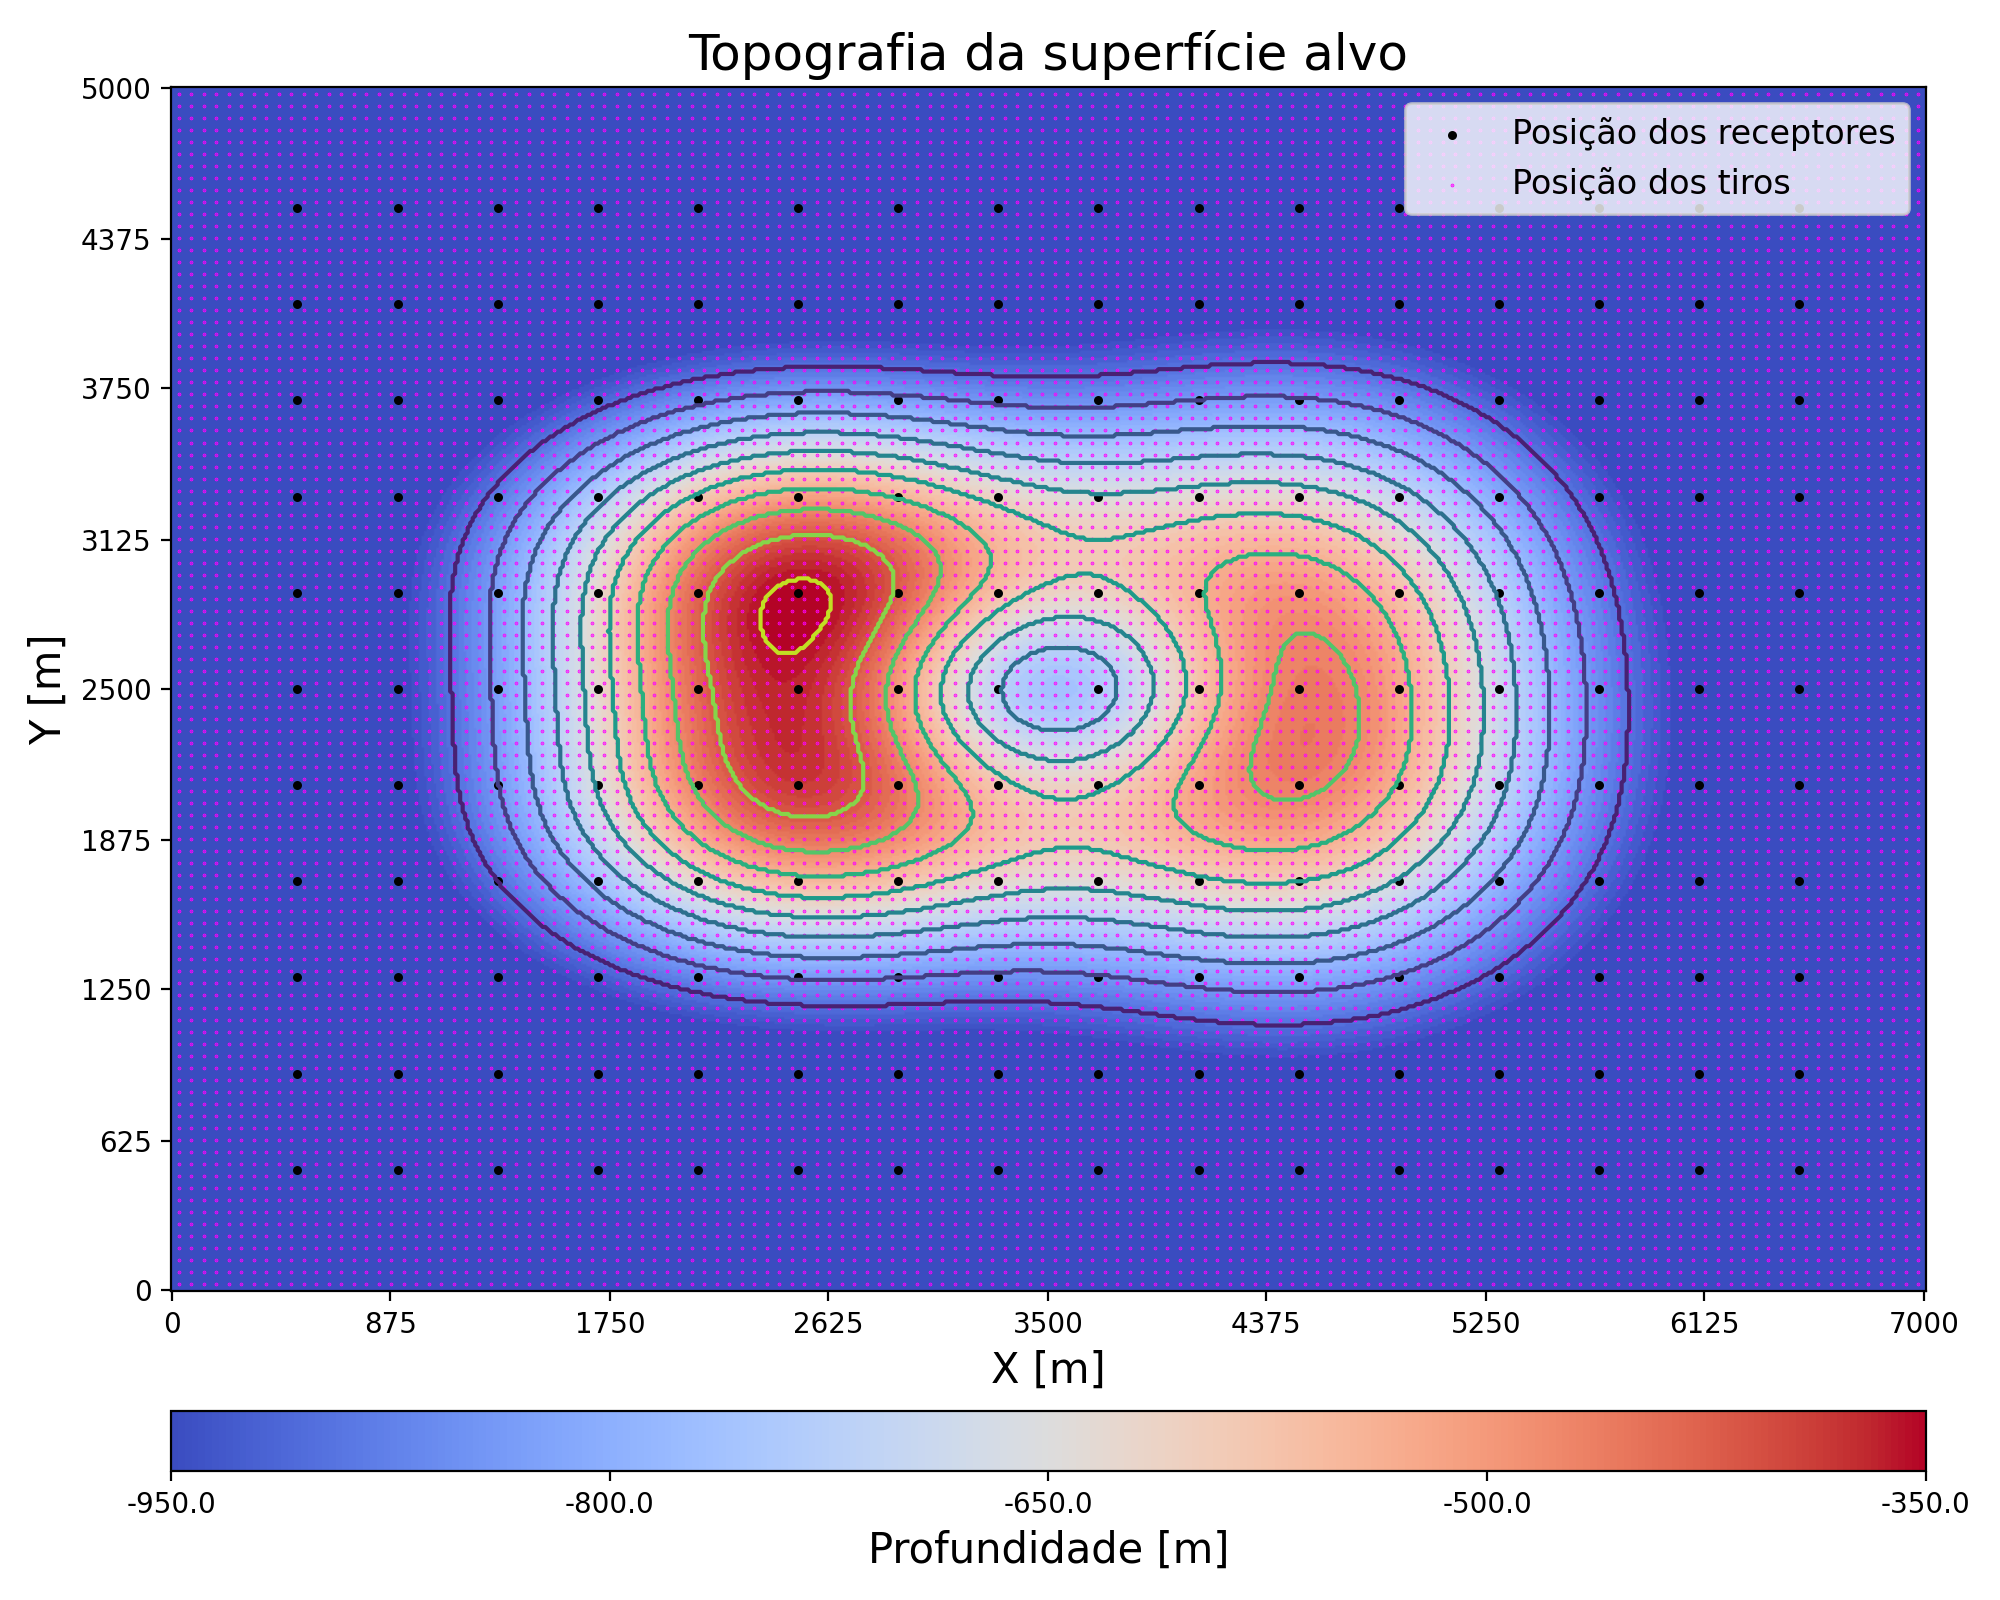 Topografia da superfície alvo
Posição dos receptores
Posição dos tiros
5000
4375
3750
3125
2500
1875
1250
625
0
Y [m]
0 875 1750 2625 3500 4375 5250 6125 7000
X [m]
-950.0 -800.0 -650.0 -500.0 -350.0
Profundidade [m]